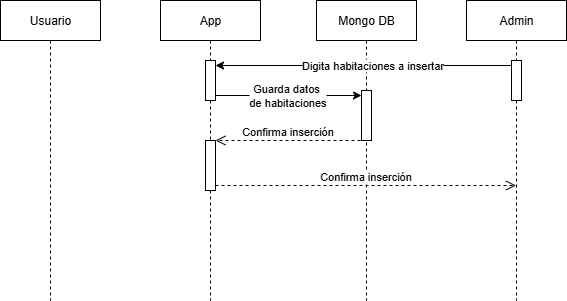 Usuario
App
Mongo DB
Admin
Digita habitaciones a insertar
Guarda datos
de habitaciones
Confirma inserción
Confirma inserción